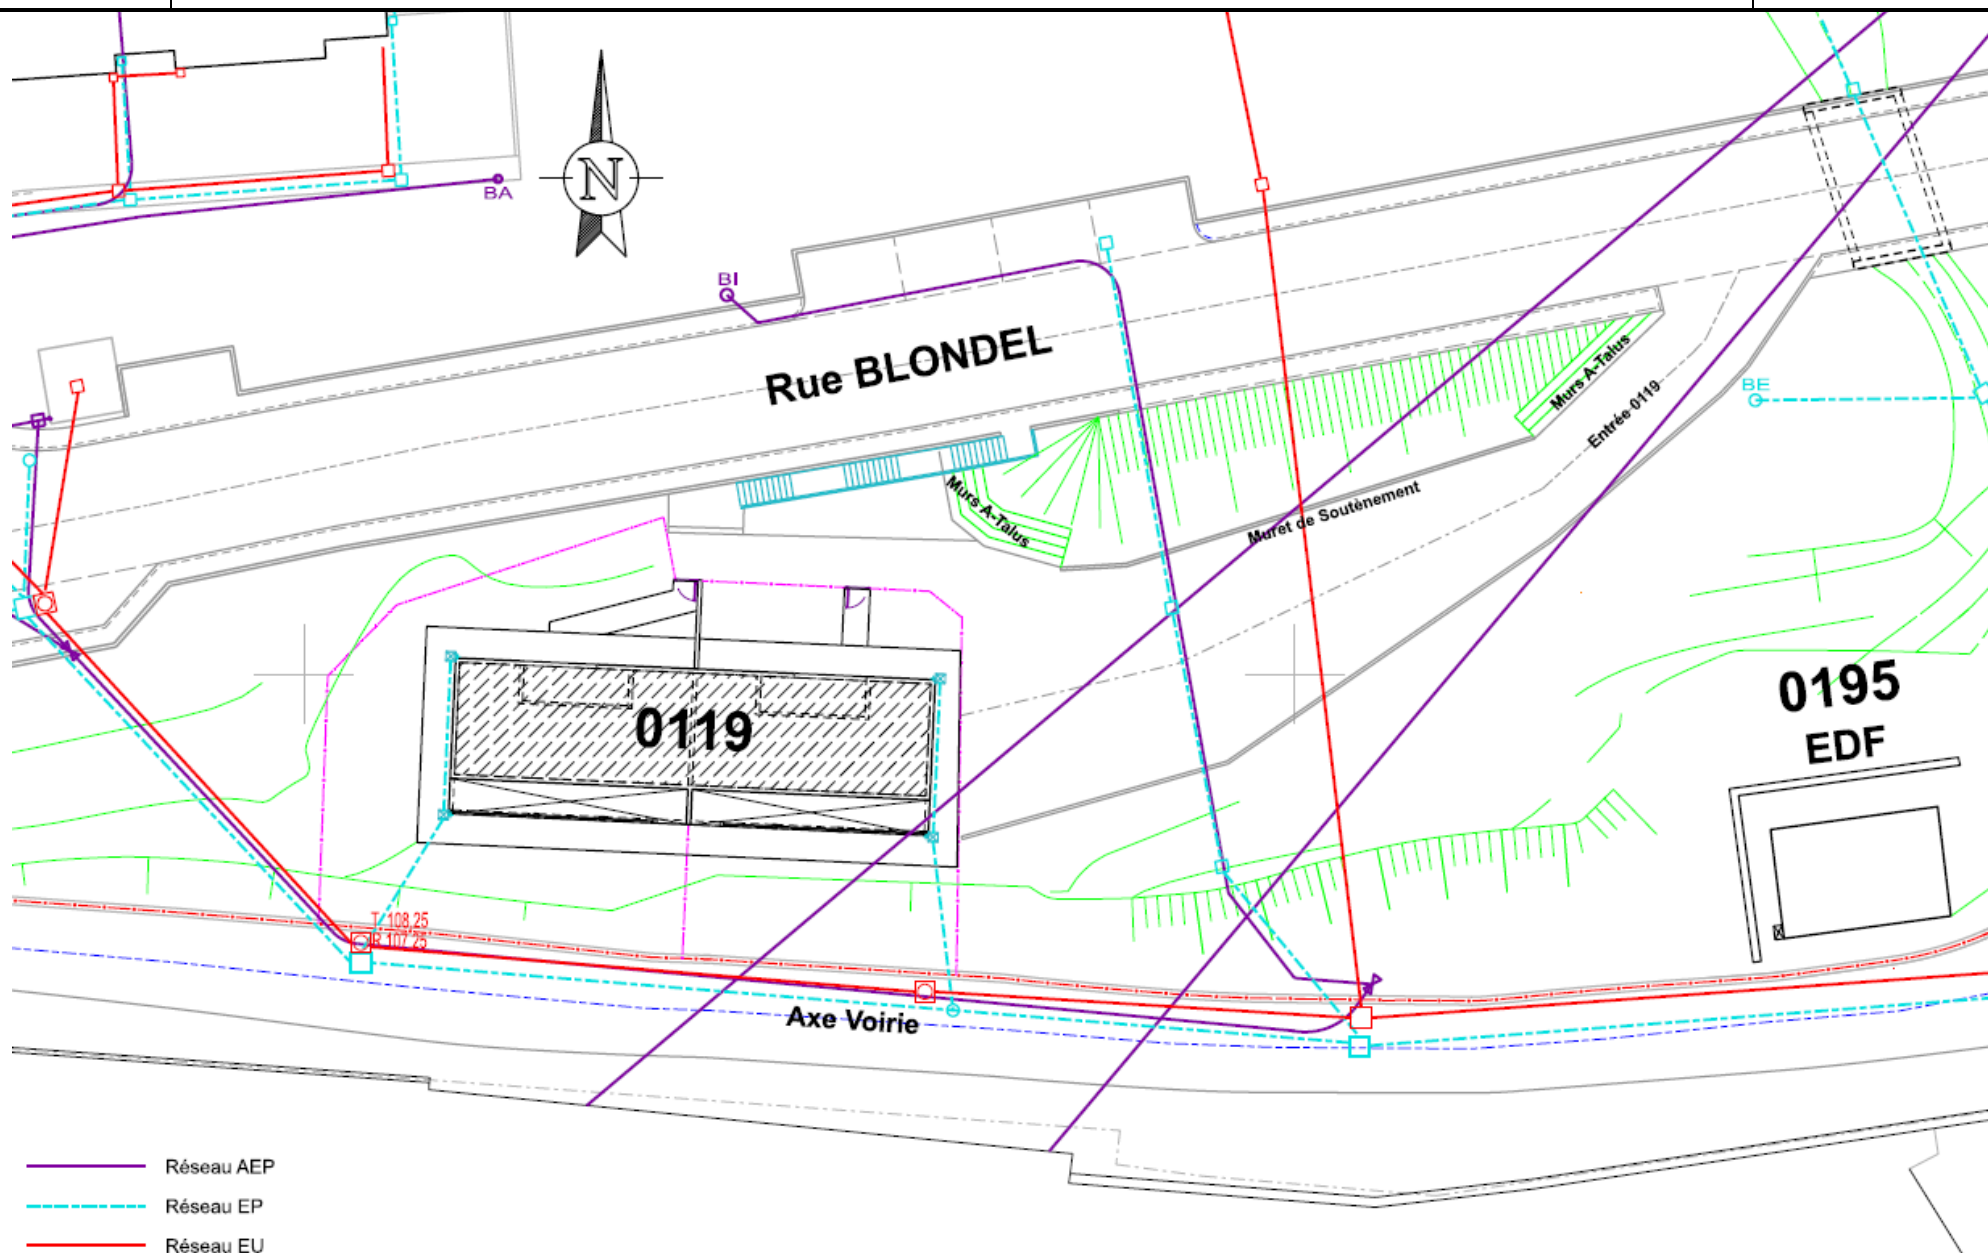 N
BA
BI
Rue BLONDEL
Murs A-Talus
Entrée 0119
BE
Murs A-Talus
Muret de Soutènement
0119
0195
EDF
T 108,25
R 107,25
Axe Voirie
Réseau AEP
Réseau EP
Réseau EU